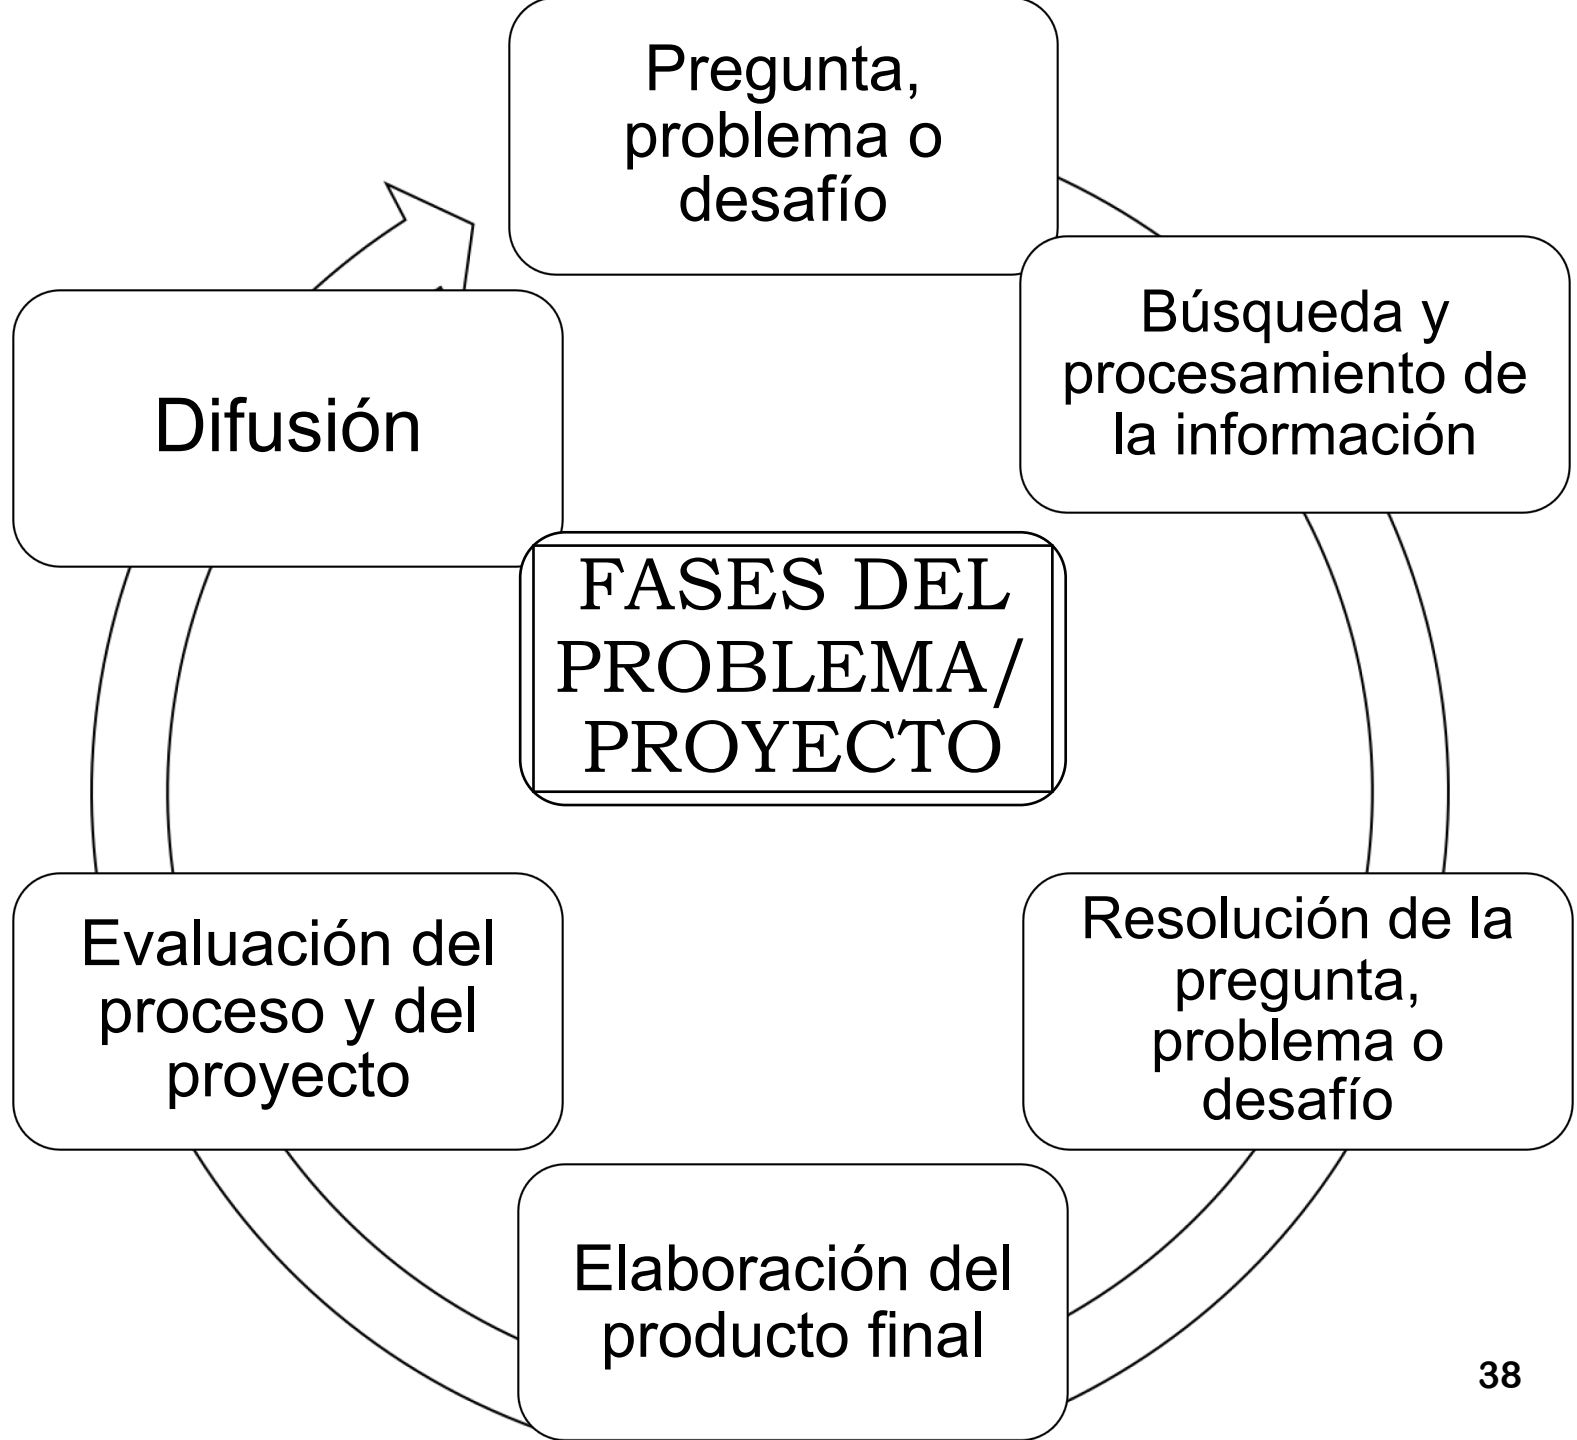 Pregunta,
problema o
desafío
Búsqueda y
procesamiento de
la información
Resolución de la
pregunta,
problema o
desafío
Elaboración del
producto final
Evaluación del
proceso y del
proyecto
Difusión
FASES DEL
PROBLEMA/
PROYECTO
38